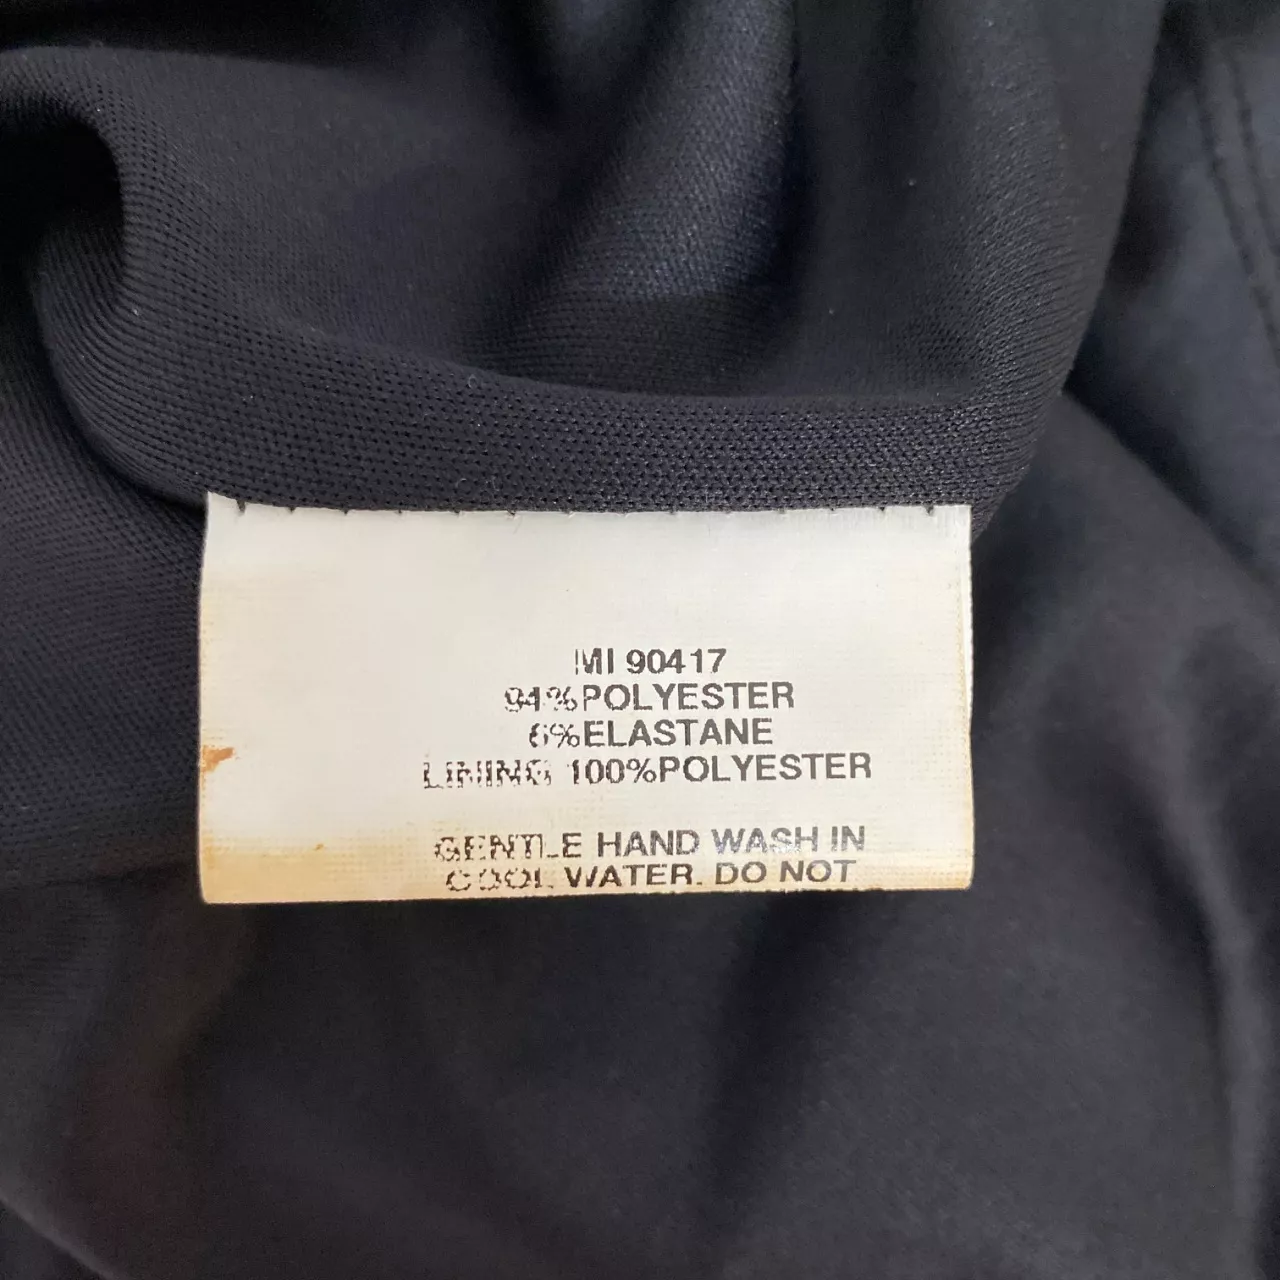 MI 90417
94%POLYESTER
6%ELASTANE
LINING 100%POLYESTER
GENTLE HAND WASH IN
COOL WATER. DO NOT